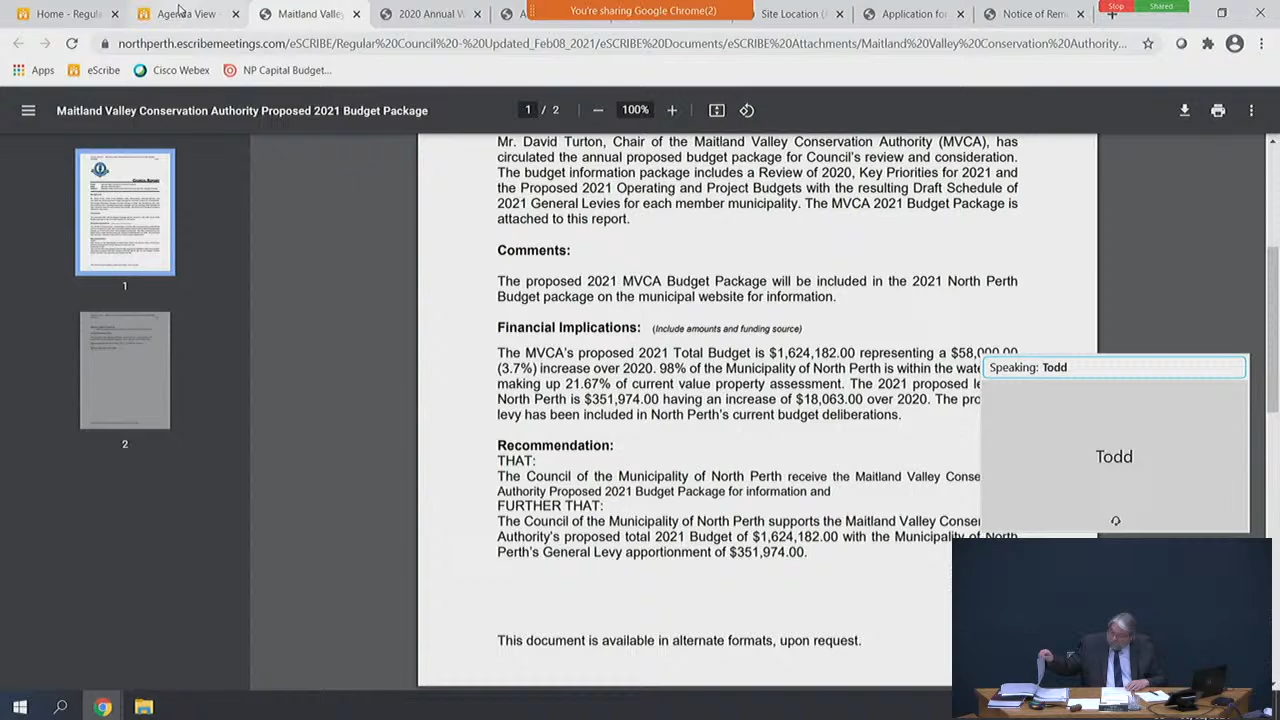 Home - Regula
Agenda View
Maitland Valley
2020 Annual W
You're sharing Google Chrome(2)
Site Location (A
Application for
Notice of Rem
Stop
Shared
northperth.escribemeetings.com/eSCRIBE/Regular%20Council%20-%20Updated_Feb08_2021/eSCRIBE%20Documents/eSCRIBE%20Attachments/Maitland%20Valley%20Conservation%20Authority...
Apps
eScribe
Cisco Webex
NP Capital Budget...
Maitland Valley Conservation Authority Proposed 2021 Budget Package
1 / 2
100%
Mr. David Turton, Chair of the Maitland Valley Conservation Authority (MVCA), has
circulated the annual proposed budget package for Council's review and consideration.
The budget information package includes a Review of 2020, Key Priorities for 2021 and
the Proposed 2021 Operating and Project Budgets with the resulting Draft Schedule of
2021 General Levies for each member municipality. The MVCA 2021 Budget Package is
attached to this report.
Comments:
The proposed 2021 MVCA Budget Package will be included in the 2021 North Perth
Budget package on the municipal website for information.
Financial Implications: (Include amounts and funding source)
The MVCA's proposed 2021 Total Budget is $1,624,182.00 representing a $58,000.00
(3.7%) increase over 2020. 98% of the Municipality of North Perth is within the wate
making up 21.67% of current value property assessment. The 2021 proposed le
North Perth is $351,974.00 having an increase of $18,063.00 over 2020. The pro
levy has been included in North Perth's current budget deliberations.
Recommendation:
THAT:
The Council of the Municipality of North Perth receive the Maitland Valley Conse
Authority Proposed 2021 Budget Package for information and
FURTHER THAT:
The Council of the Municipality of North Perth supports the Maitland Valley Conser
Authority's proposed total 2021 Budget of $1,624,182.00 with the Municipality of North
Perth's General Levy apportionment of $351,974.00.
This document is available in alternate formats, upon request.
1
2
Speaking: Todd
Todd